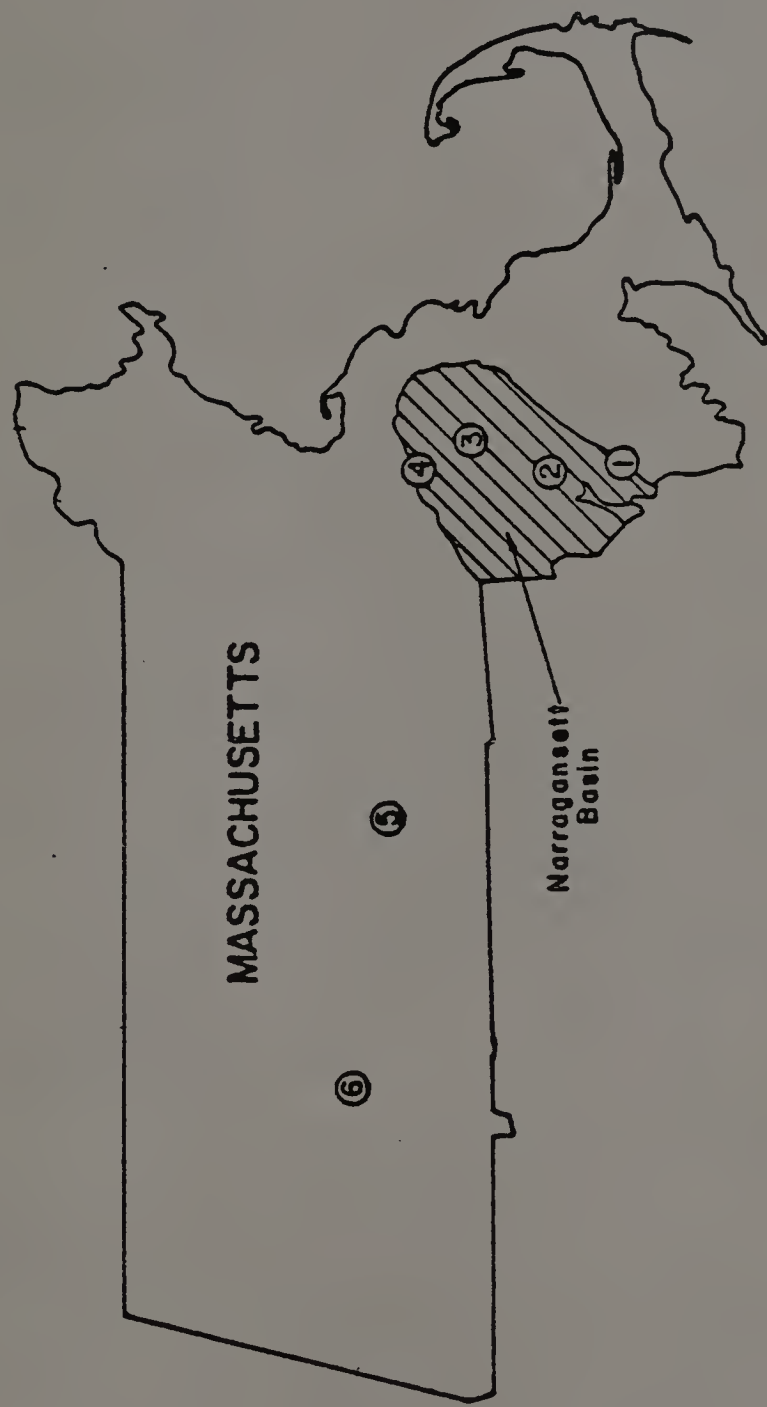 MASSACHUSETTS
④
③
②
①
⑤
⑥
Narragansett
Basin